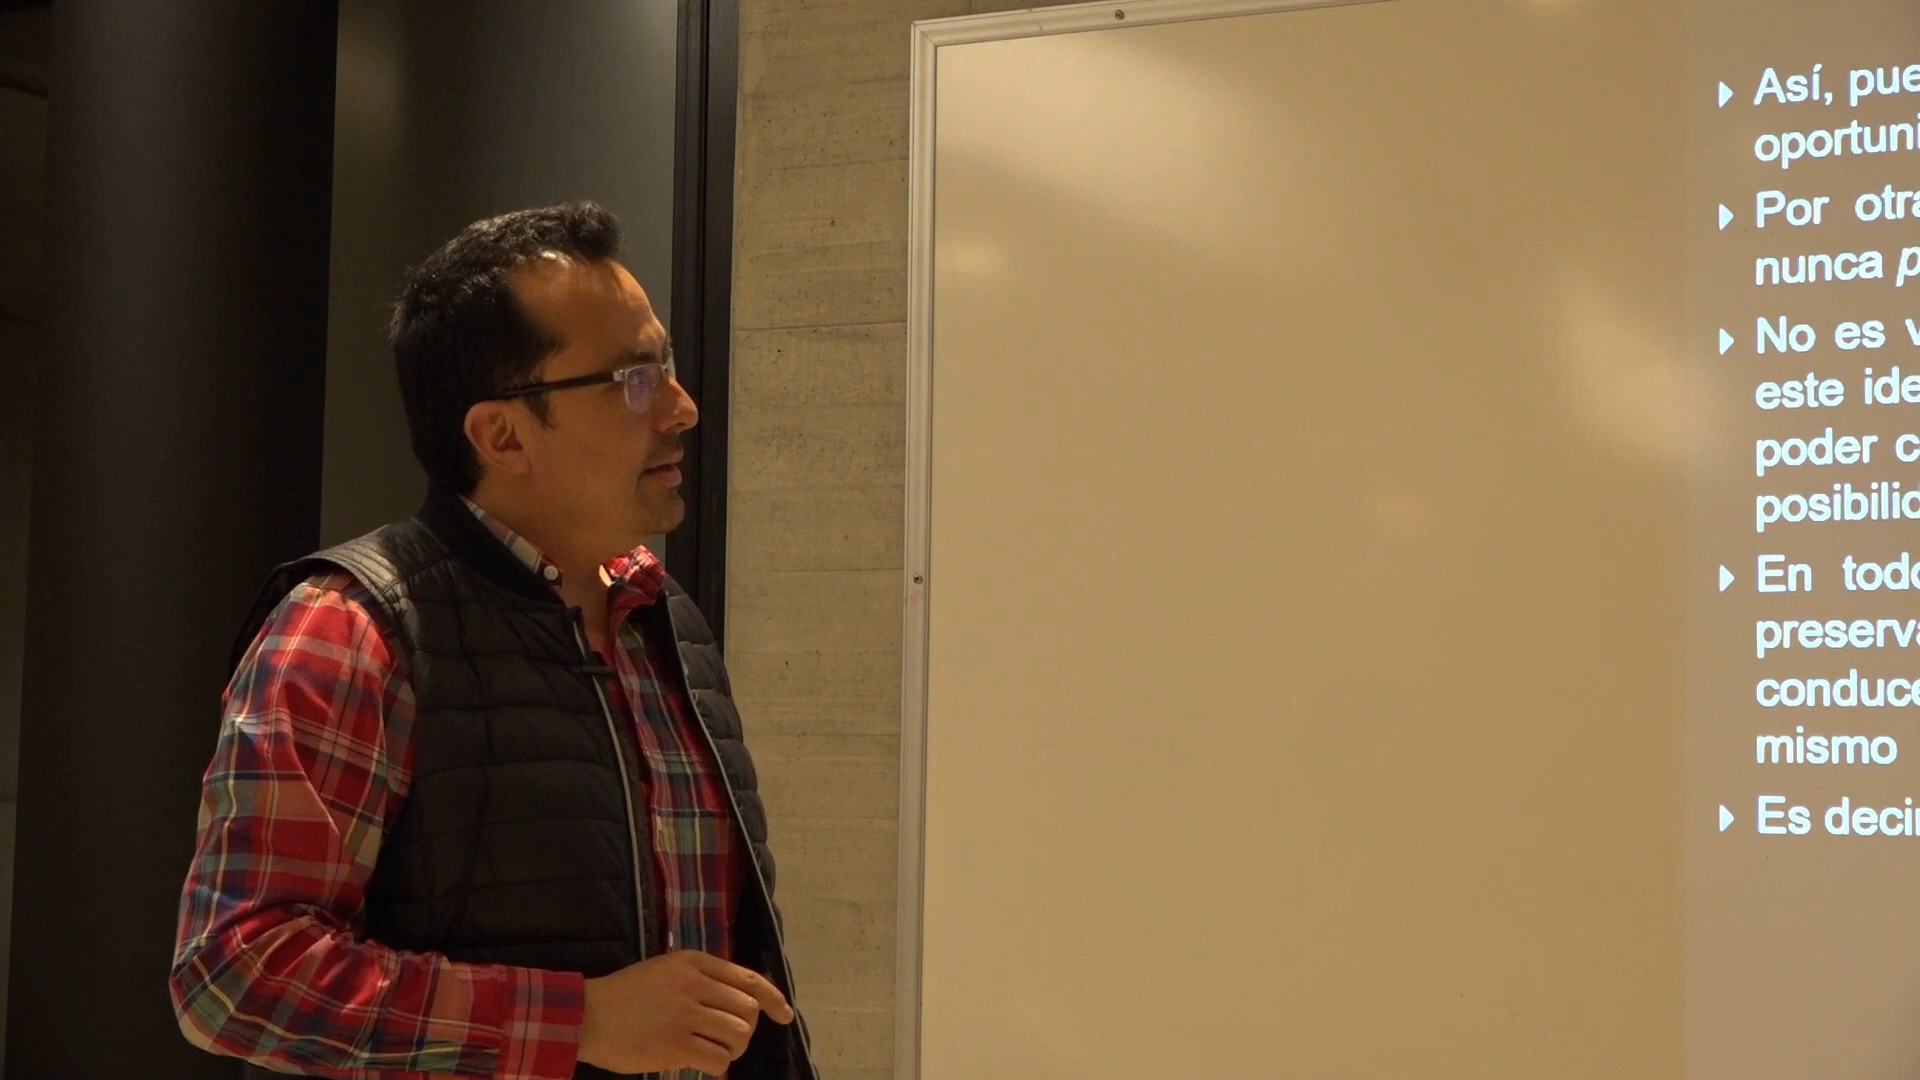 Así, pue
oportuni
Por otra
nunca p
No es v
este ide
poder c
posibilid
En todo
preserva
conduce
mismo
Es decir